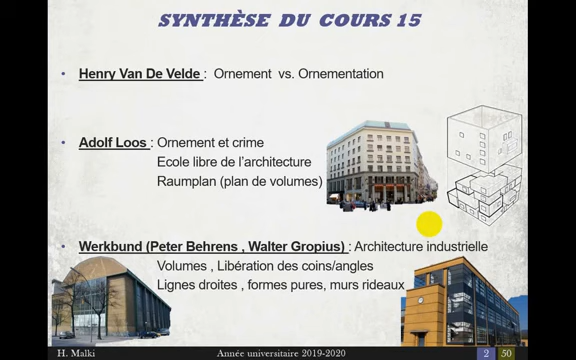 SYNTHÈSE DU COURS 15
• Henry Van De Velde : Ornement vs. Ornementation
• Adolf Loos : Ornement et crime
Ecole libre de l'architecture
Raumplan (plan de volumes)
• Werkbund (Peter Behrens , Walter Gropius) : Architecture industrielle
Volumes , Libération des coins/angles
Lignes droites , formes pures, murs rideaux
H. Malki Année universitaire 2019-2020 2 50